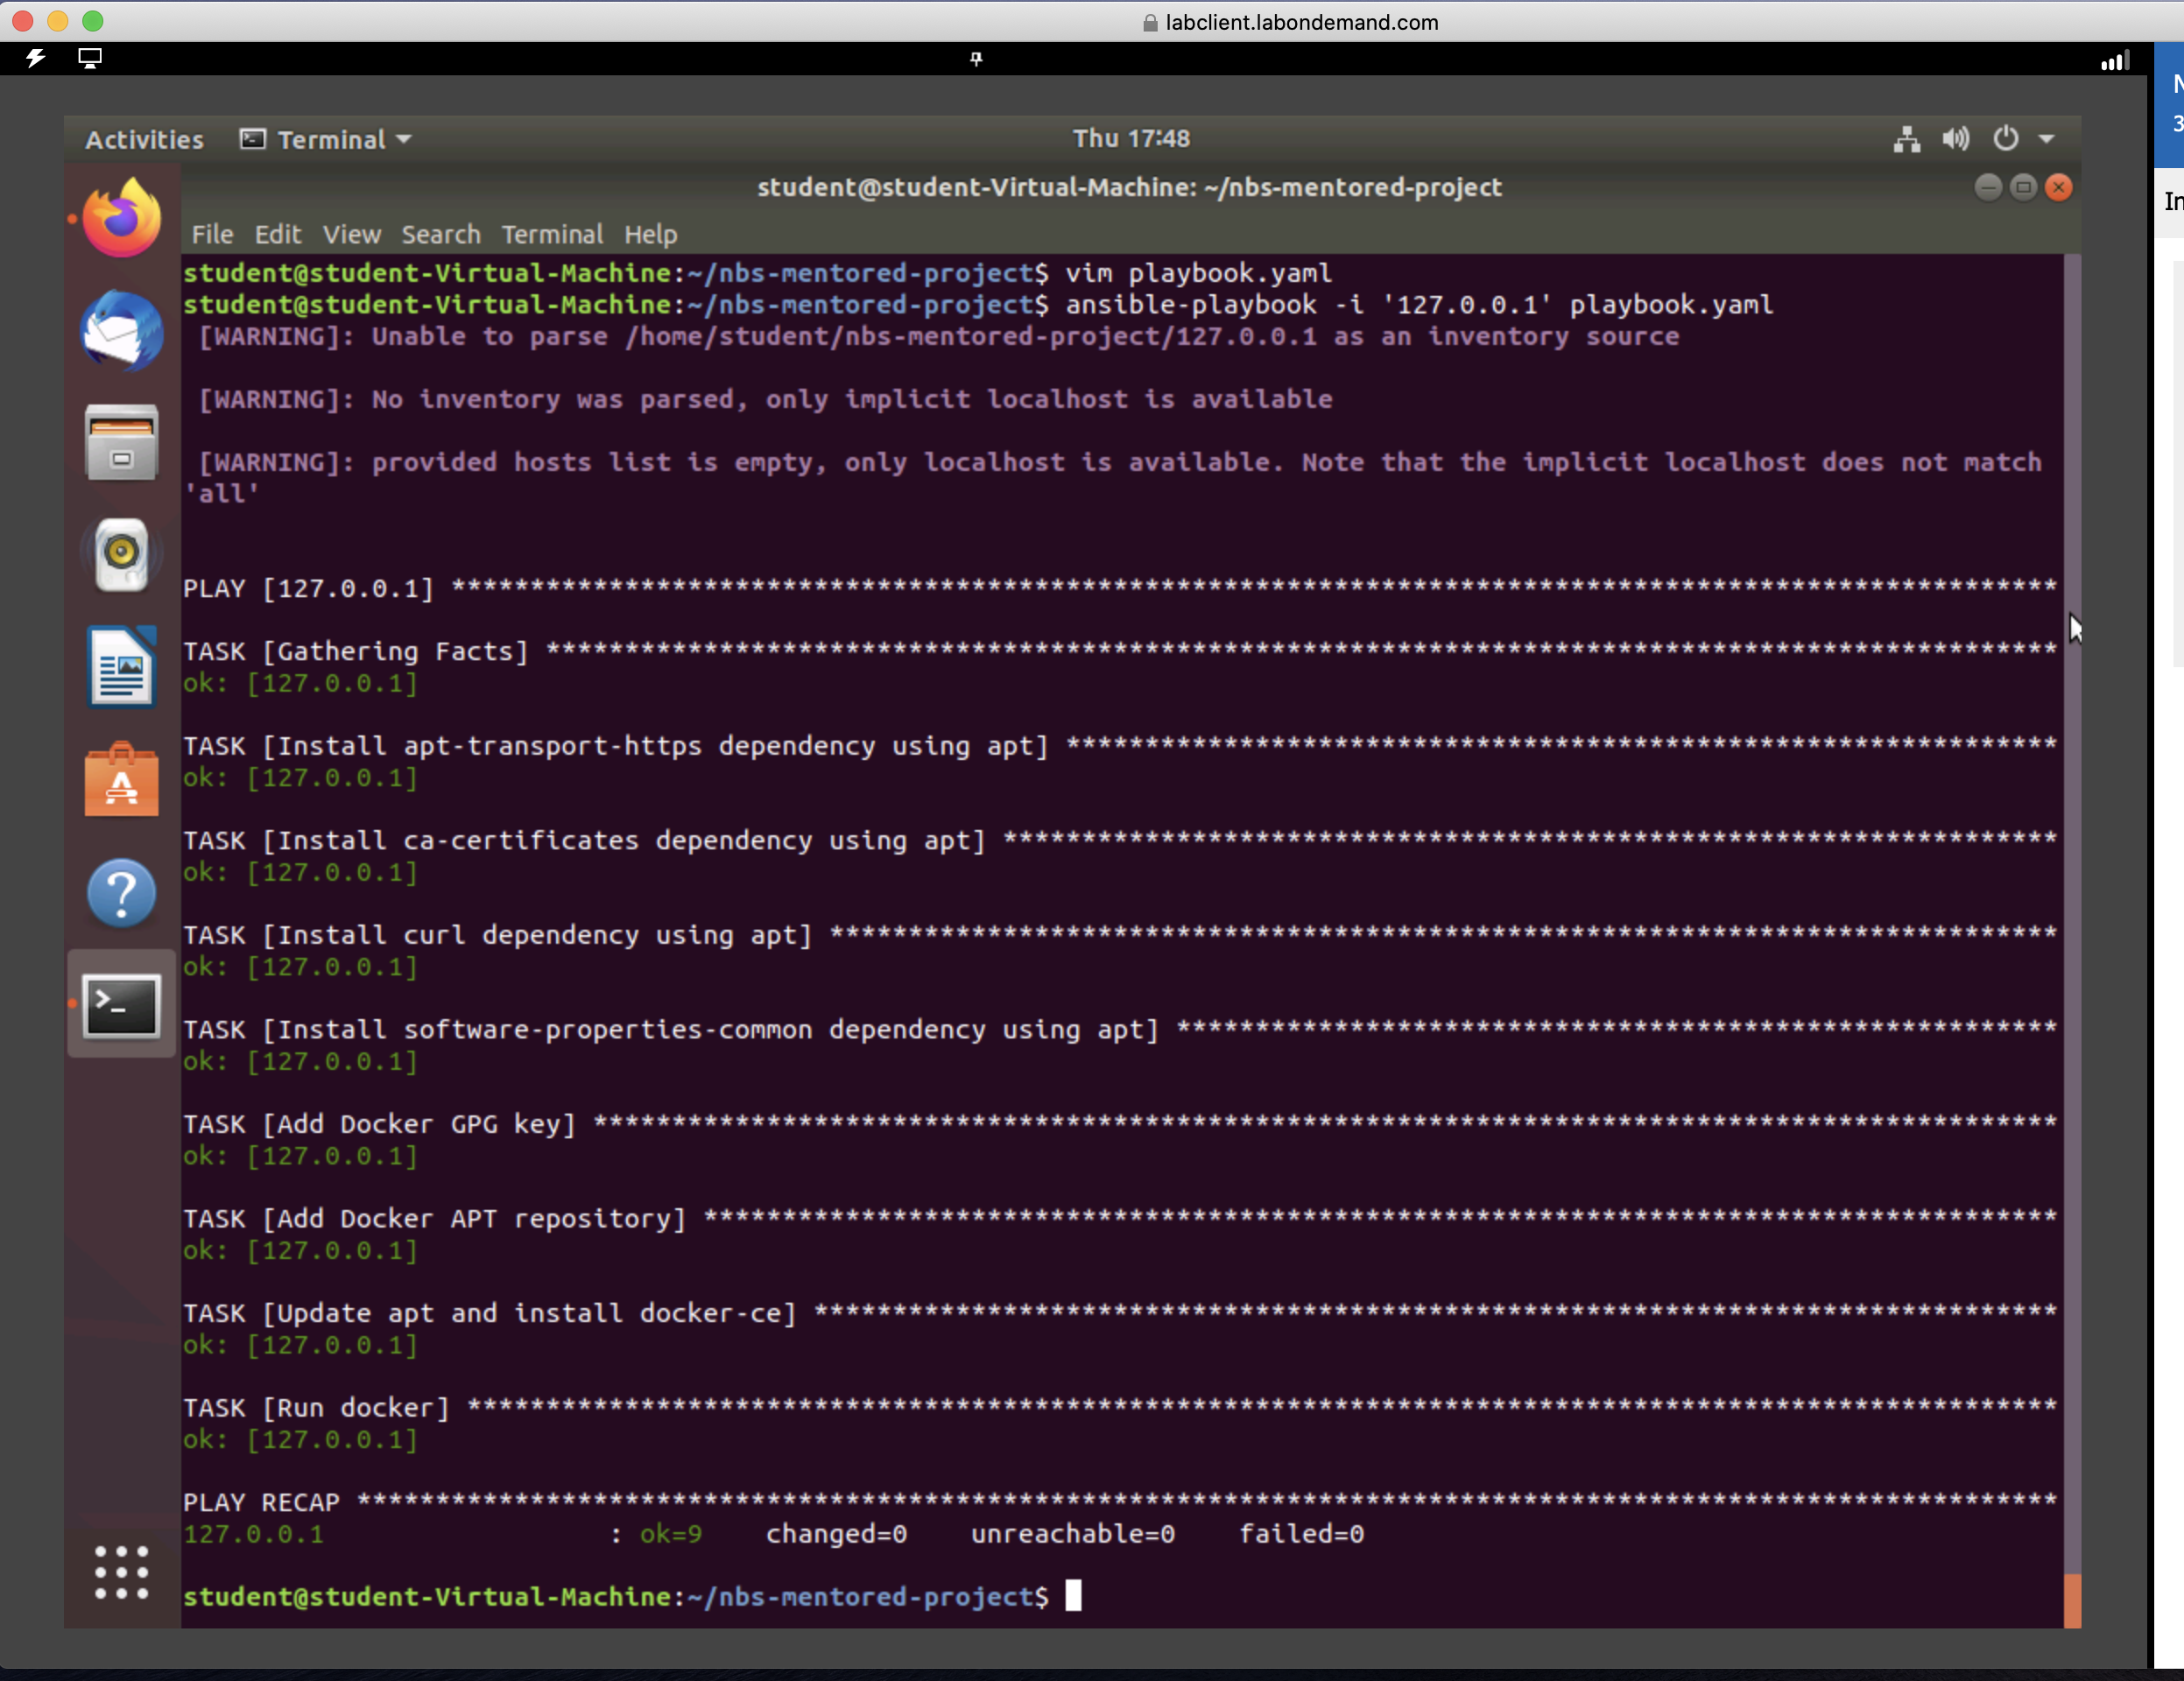 labclient.labondemand.com
Activities Terminal Thu 17:48
student@student-Virtual-Machine: ~/nbs-mentored-project
File Edit View Search Terminal Help
student@student-Virtual-Machine:~/nbs-mentored-project$ vim playbook.yaml
student@student-Virtual-Machine:~/nbs-mentored-project$ ansible-playbook -i '127.0.0.1' playbook.yaml
[WARNING]: Unable to parse /home/student/nbs-mentored-project/127.0.0.1 as an inventory source
[WARNING]: No inventory was parsed, only implicit localhost is available
[WARNING]: provided hosts list is empty, only localhost is available. Note that the implicit localhost does not match
'all'
PLAY [127.0.0.1] ******************************************************************************************************
TASK [Gathering Facts] ************************************************************************************************
ok: [127.0.0.1]
TASK [Install apt-transport-https dependency using apt] ***************************************************************
ok: [127.0.0.1]
TASK [Install ca-certificates dependency using apt] *******************************************************************
ok: [127.0.0.1]
TASK [Install curl dependency using apt] ******************************************************************************
ok: [127.0.0.1]
TASK [Install software-properties-common dependency using apt] ********************************************************
ok: [127.0.0.1]
TASK [Add Docker GPG key] *********************************************************************************************
ok: [127.0.0.1]
TASK [Add Docker APT repository] **************************************************************************************
ok: [127.0.0.1]
TASK [Update apt and install docker-ce] *******************************************************************************
ok: [127.0.0.1]
TASK [Run docker] *****************************************************************************************************
ok: [127.0.0.1]
PLAY RECAP ************************************************************************************************************
127.0.0.1 : ok=9 changed=0 unreachable=0 failed=0
student@student-Virtual-Machine:~/nbs-mentored-project$